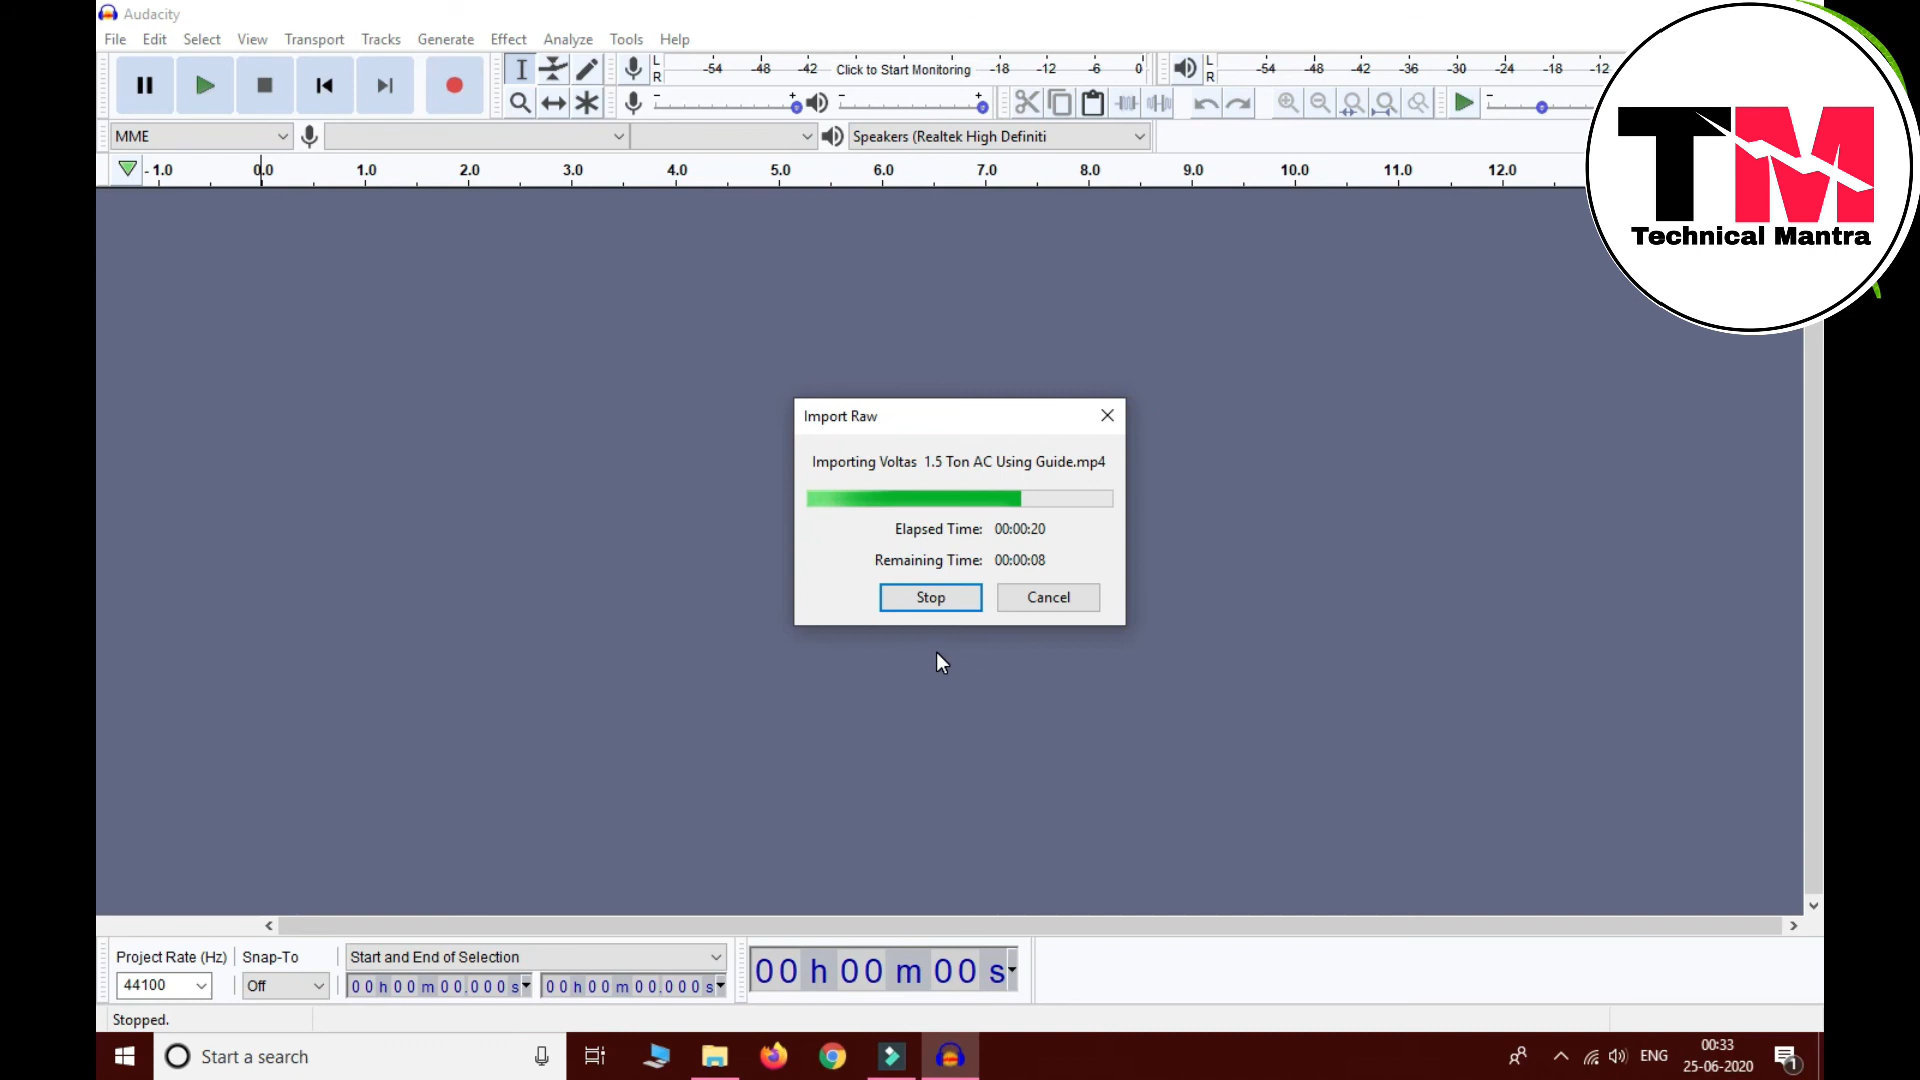 Audacity
File Edit Select View Transport Tracks Generate Effect Analyze Tools Help
L R -54 -48 -42 Click to Start Monitoring -18 -12 -6 0 L R -54 -48 -42 -36 -30 -24 -18 -12
- + - + -
MME Speakers (Realtek High Definiti
- 1.0 0.0 1.0 2.0 3.0 4.0 5.0 6.0 7.0 8.0 9.0 10.0 11.0 12.0
TM
Technical Mantra
Import Raw
Importing Voltas 1.5 Ton AC Using Guide.mp4
Elapsed Time: 00:00:20
Remaining Time: 00:00:08
Stop Cancel
Project Rate (Hz) Snap-To Start and End of Selection
44100 Off 00 h 00 m 00.000 s 00 h 00 m 00.000 s 00 h 00 m 00 s
Stopped.
Start a search ENG 00:33
25-06-2020 1